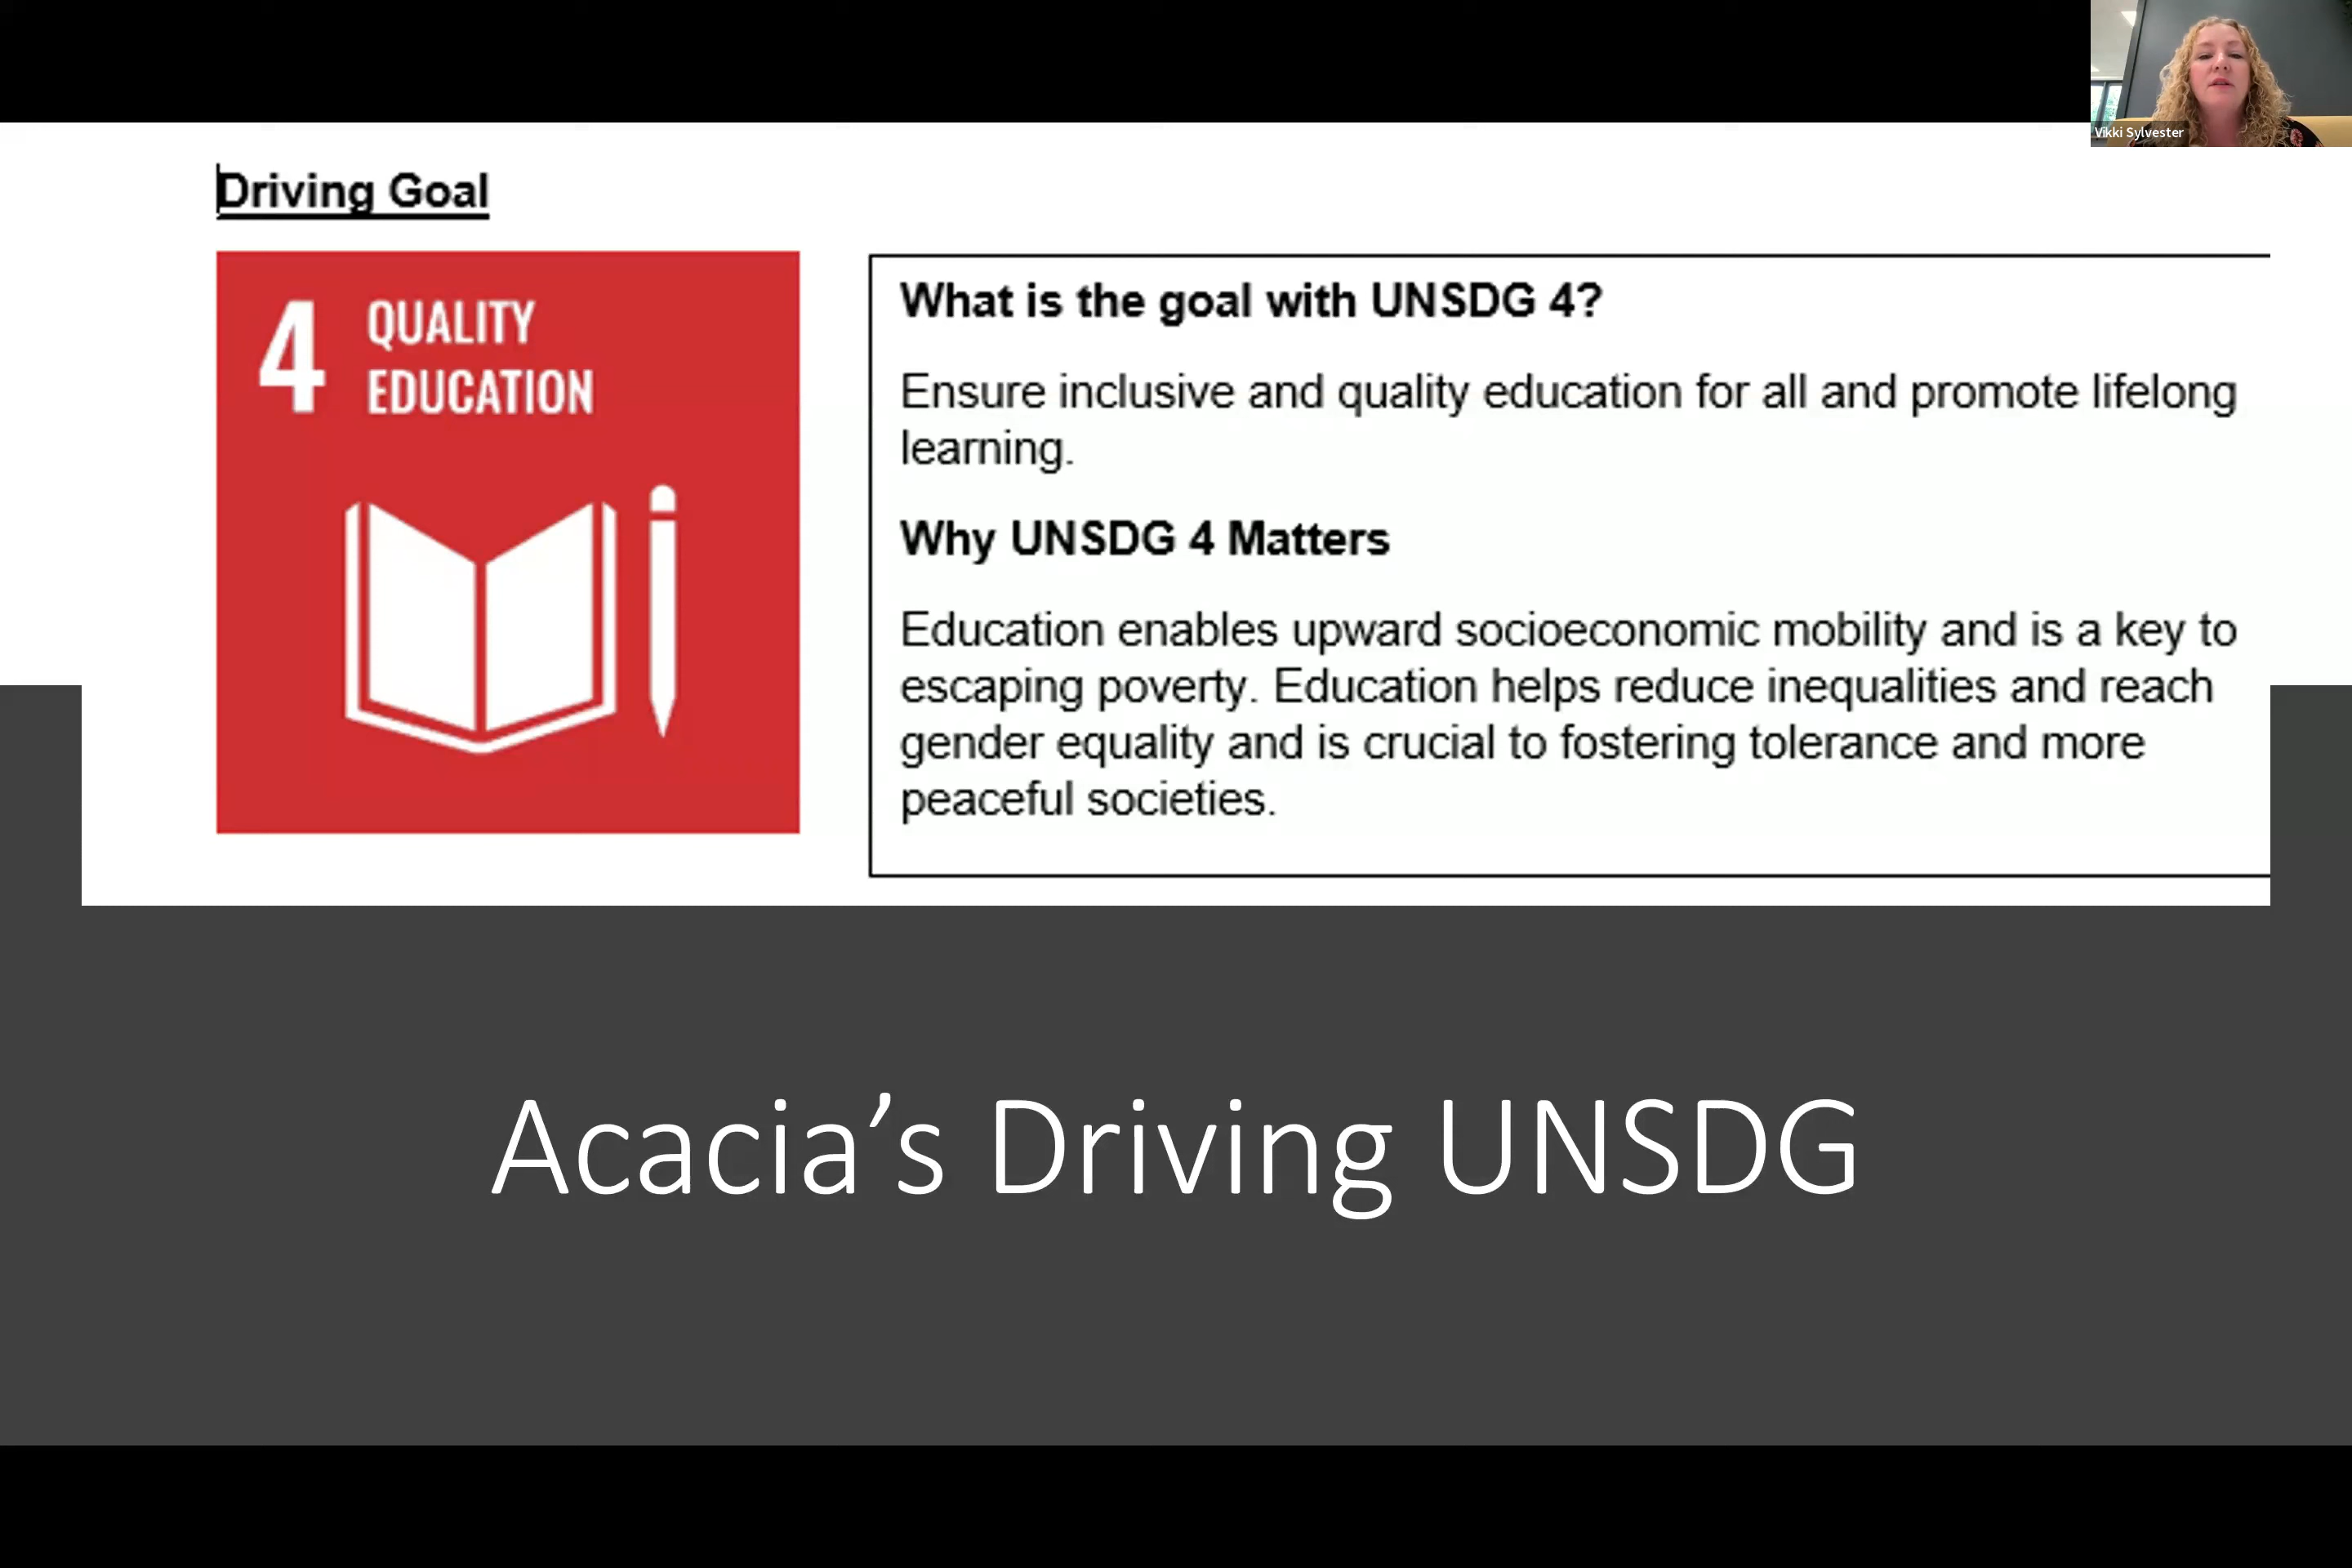 Vikki Sylvester
Driving Goal
4 QUALITY
EDUCATION
What is the goal with UNSDG 4?
Ensure inclusive and quality education for all and promote lifelong
learning.
Why UNSDG 4 Matters
Education enables upward socioeconomic mobility and is a key to
escaping poverty. Education helps reduce inequalities and reach
gender equality and is crucial to fostering tolerance and more
peaceful societies.
Acacia’s Driving UNSDG